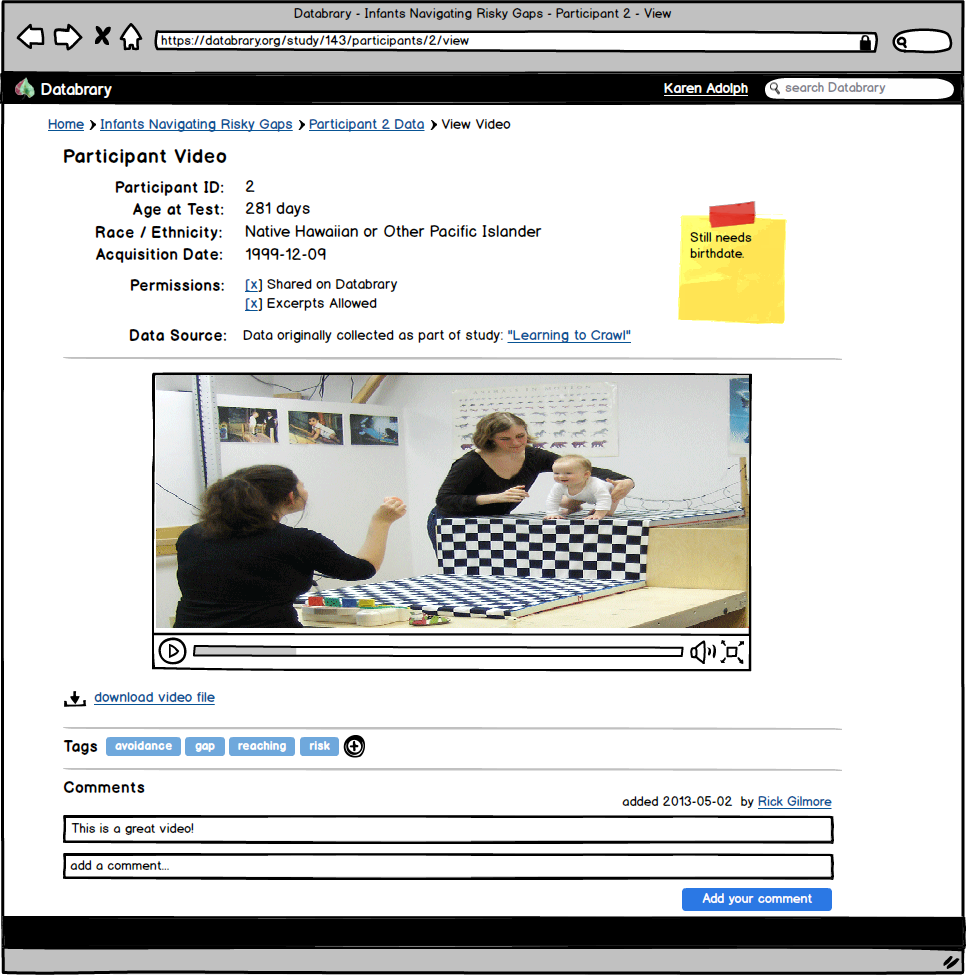 Databrary - Infants Navigating Risky Gaps - Participant 2 - View
https://databrary.org/study/143/participants/2/view
Databrary
Karen Adolph
search Databrary
Home › Infants Navigating Risky Gaps › Participant 2 Data › View Video
Participant Video
Participant ID: 2
Age at Test: 281 days
Race / Ethnicity: Native Hawaiian or Other Pacific Islander
Acquisition Date: 1999-12-09
Still needs
birthdate.
Permissions: [x] Shared on Databrary
[x] Excerpts Allowed
Data Source: Data originally collected as part of study: "Learning to Crawl"
download video file
Tags avoidance gap reaching risk
Comments
added 2013-05-02 by Rick Gilmore
This is a great video!
add a comment...
Add your comment